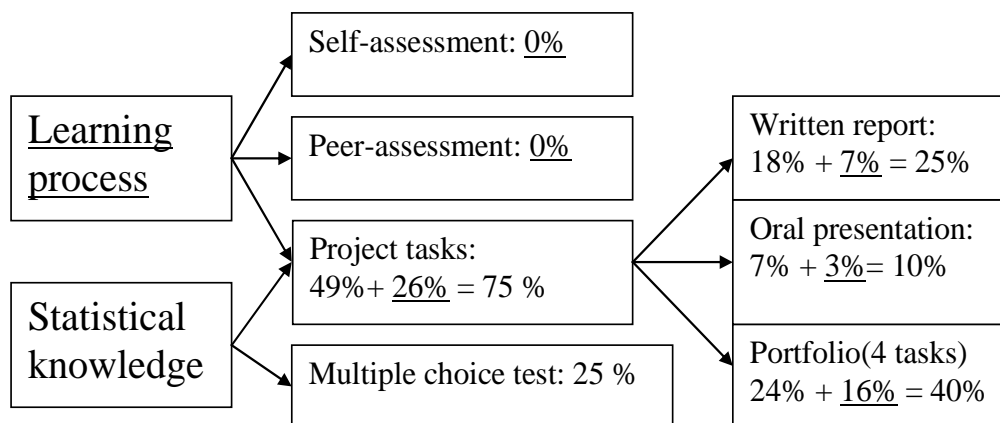 Learning
process
Statistical
knowledge
Self-assessment: 0%
Peer-assessment: 0%
Project tasks:
49%+ 26% = 75 %
Multiple choice test: 25 %
Written report:
18% + 7% = 25%
Oral presentation:
7% + 3%= 10%
Portfolio(4 tasks)
24% + 16% = 40%